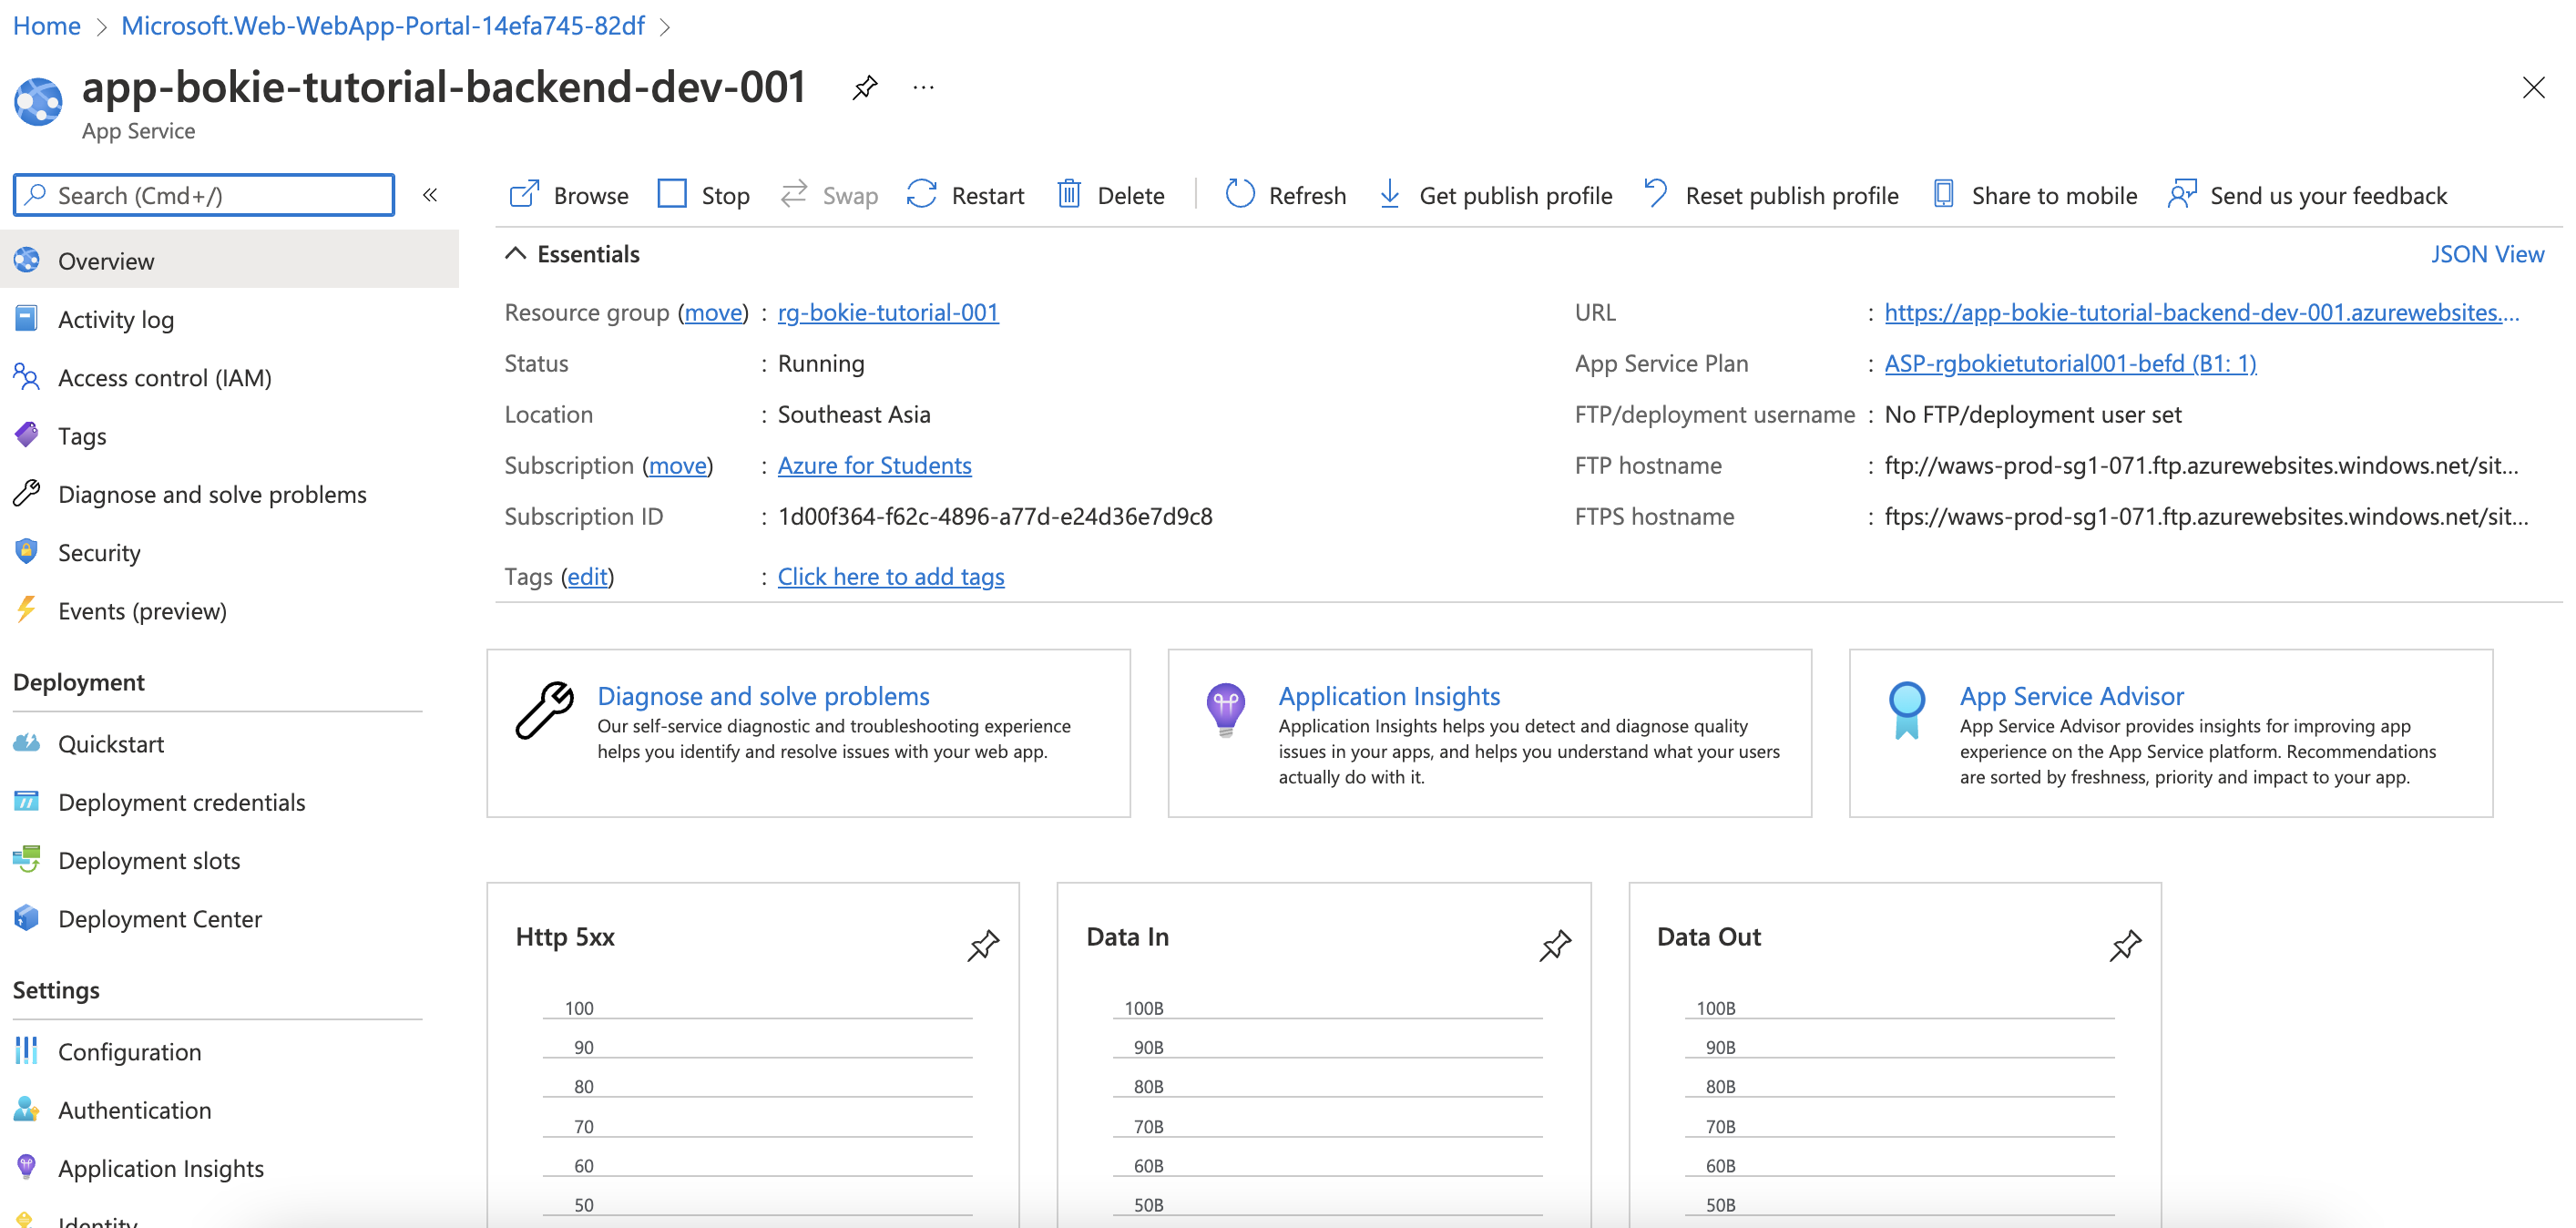 Home > Microsoft.Web-WebApp-Portal-14efa745-82df >
app-bokie-tutorial-backend-dev-001 ...
App Service
Search (Cmd+/) «
Overview
Activity log
Access control (IAM)
Tags
Diagnose and solve problems
Security
Events (preview)
Deployment
Quickstart
Deployment credentials
Deployment slots
Deployment Center
Settings
Configuration
Authentication
Application Insights
Identity
Browse Stop Swap Restart Delete Refresh Get publish profile Reset publish profile Share to mobile Send us your feedback
Essentials JSON View
Resource group (move) : rg-bokie-tutorial-001
Status : Running
Location : Southeast Asia
Subscription (move) : Azure for Students
Subscription ID : 1d00f364-f62c-4896-a77d-e24d36e7d9c8
Tags (edit) : Click here to add tags
URL : https://app-bokie-tutorial-backend-dev-001.azurewebsites....
App Service Plan : ASP-rgbokietutorial001-befd (B1: 1)
FTP/deployment username : No FTP/deployment user set
FTP hostname : ftp://waws-prod-sg1-071.ftp.azurewebsites.windows.net/sit...
FTPS hostname : ftps://waws-prod-sg1-071.ftp.azurewebsites.windows.net/sit...
Diagnose and solve problems
Our self-service diagnostic and troubleshooting experience
helps you identify and resolve issues with your web app.
Application Insights
Application Insights helps you detect and diagnose quality
issues in your apps, and helps you understand what your users
actually do with it.
App Service Advisor
App Service Advisor provides insights for improving app
experience on the App Service platform. Recommendations
are sorted by freshness, priority and impact to your app.
Http 5xx
100
90
80
70
60
50
Data In
100B
90B
80B
70B
60B
50B
Data Out
100B
90B
80B
70B
60B
50B